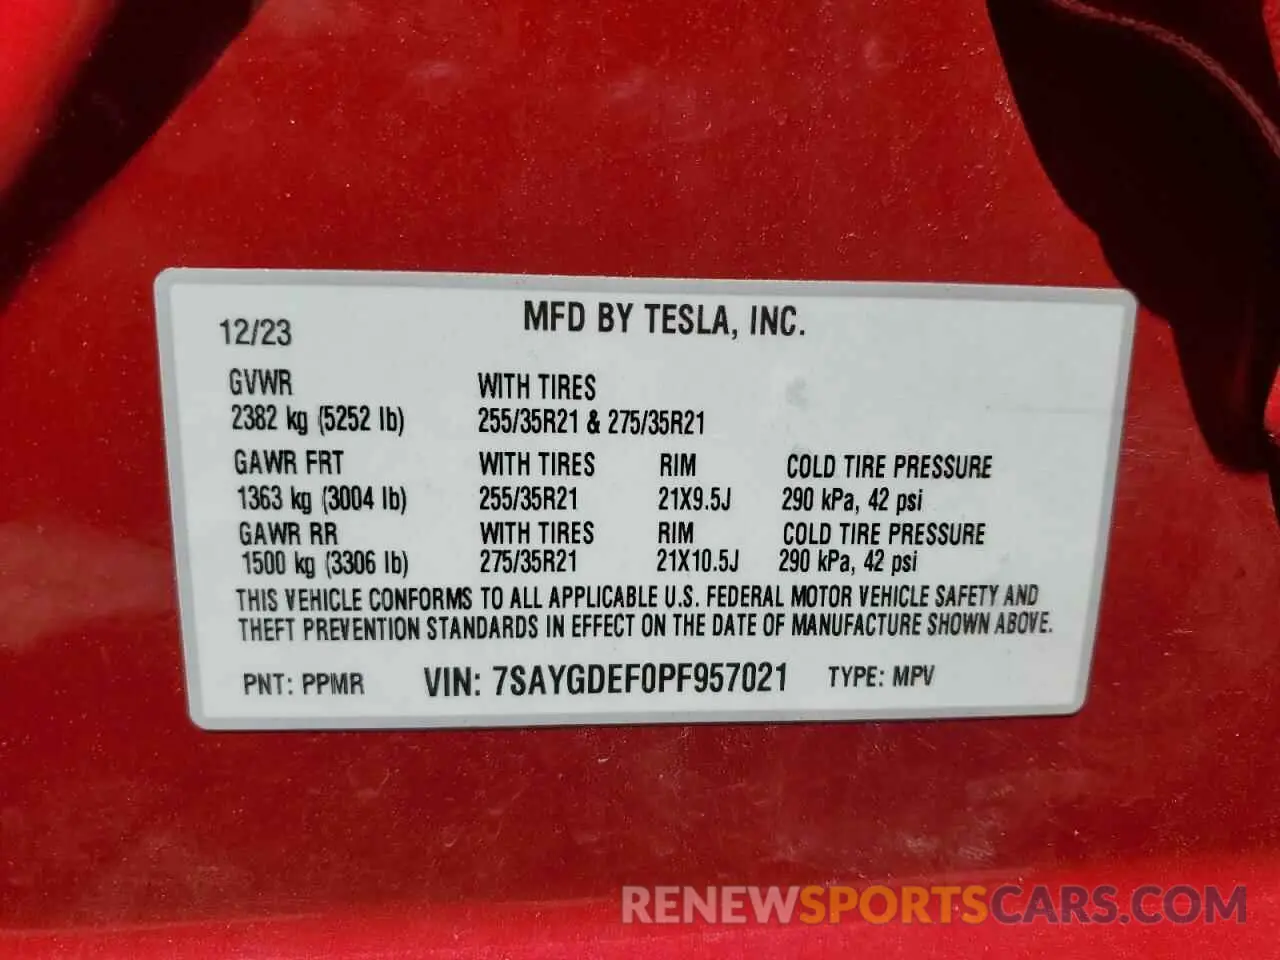 MFD BY TESLA, INC.
12/23
GVWR WITH TIRES
2382 kg (5252 lb) 255/35R21 & 275/35R21
GAWR FRT WITH TIRES RIM COLD TIRE PRESSURE
1363 kg (3004 lb) 255/35R21 21X9.5J 290 kPa, 42 psi
GAWR RR WITH TIRES RIM COLD TIRE PRESSURE
1500 kg (3306 lb) 275/35R21 21X10.5J 290 kPa, 42 psi
THIS VEHICLE CONFORMS TO ALL APPLICABLE U.S. FEDERAL MOTOR VEHICLE SAFETY AND
THEFT PREVENTION STANDARDS IN EFFECT ON THE DATE OF MANUFACTURE SHOWN ABOVE.
PNT: PPMR VIN: 7SAYGDEF0PF957021 TYPE: MPV
RENEWSPORTSCARS.COM